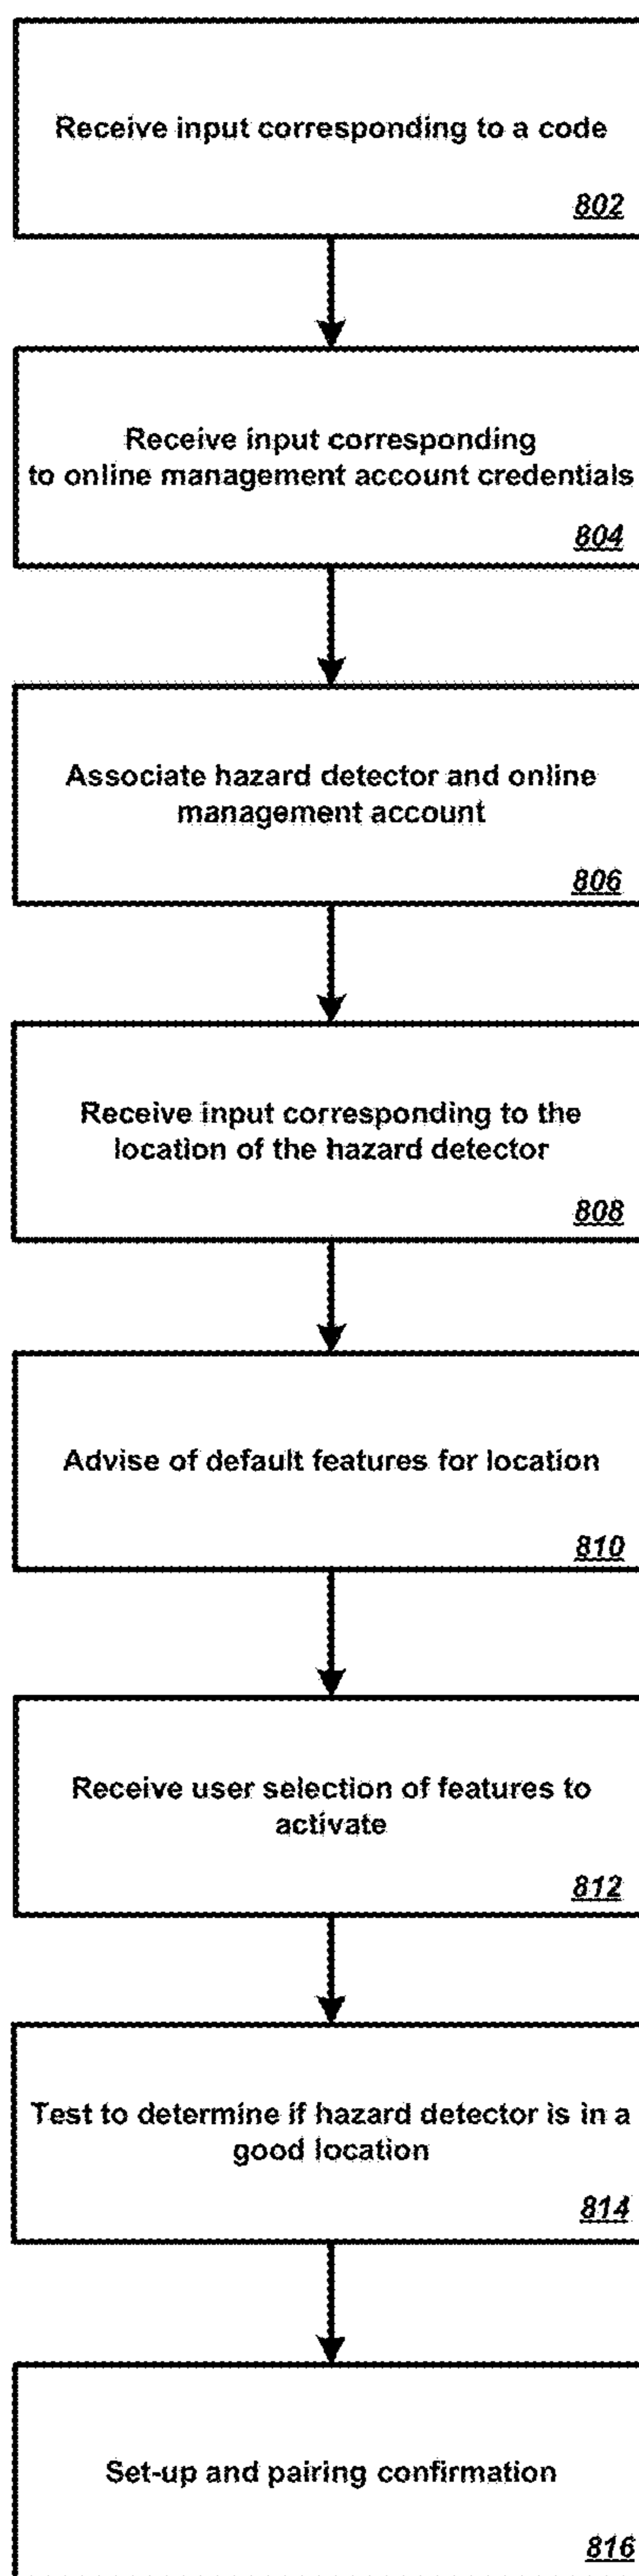 Receive input corresponding to a code
802
Receive input corresponding
to online management account credentials
804
Associate hazard detector and online
management account
806
Receive input corresponding to the
location of the hazard detector
808
Advise of default features for location
810
Receive user selection of features to
activate
812
Test to determine if hazard detector is in a
good location
814
Set-up and pairing confirmation
816